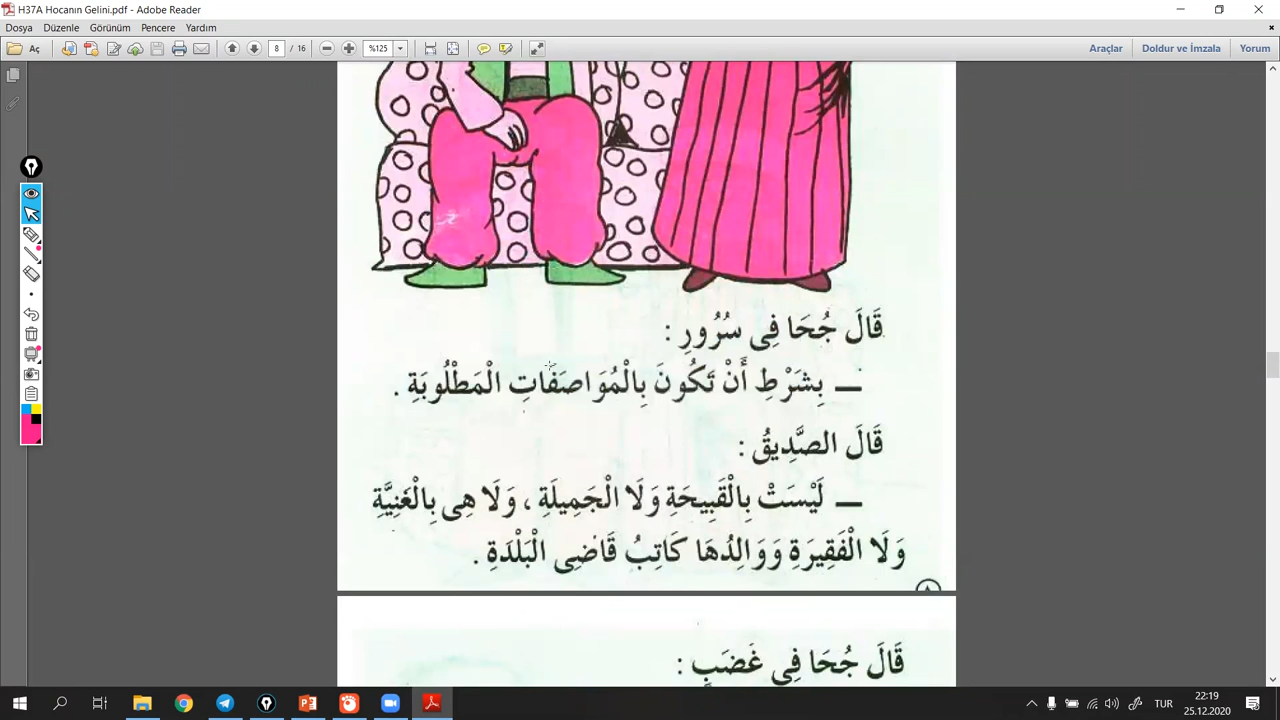 H37A Hocanın Gelini.pdf - Adobe Reader
Dosya Düzenle Görünüm Pencere Yardım
Aç 8 / 16 %125 Araçlar Doldur ve İmzala Yorum
قَالَ جُحَا فِى سُرُورِ :
ــ بِشَرْطِ أَنْ تَكُونَ بِالْمُوَاصَفَاتِ الْمَطْلُوبَةِ .
قَالَ الصَّدِيقُ :
ــ لَيْسَتْ بِالْقَبِيحَةِ وَلَا الْجَمِيلَةِ ، وَلَا هِى بِالْغَنِيَّةِ
وَلَا الْفَقِيرَةِ وَوَالِدُهَا كَاتِبُ قَاضِى الْبَلْدَةِ .
قَالَ جُحَا فِى غَضَبٍ :
TUR
22:19
25.12.2020